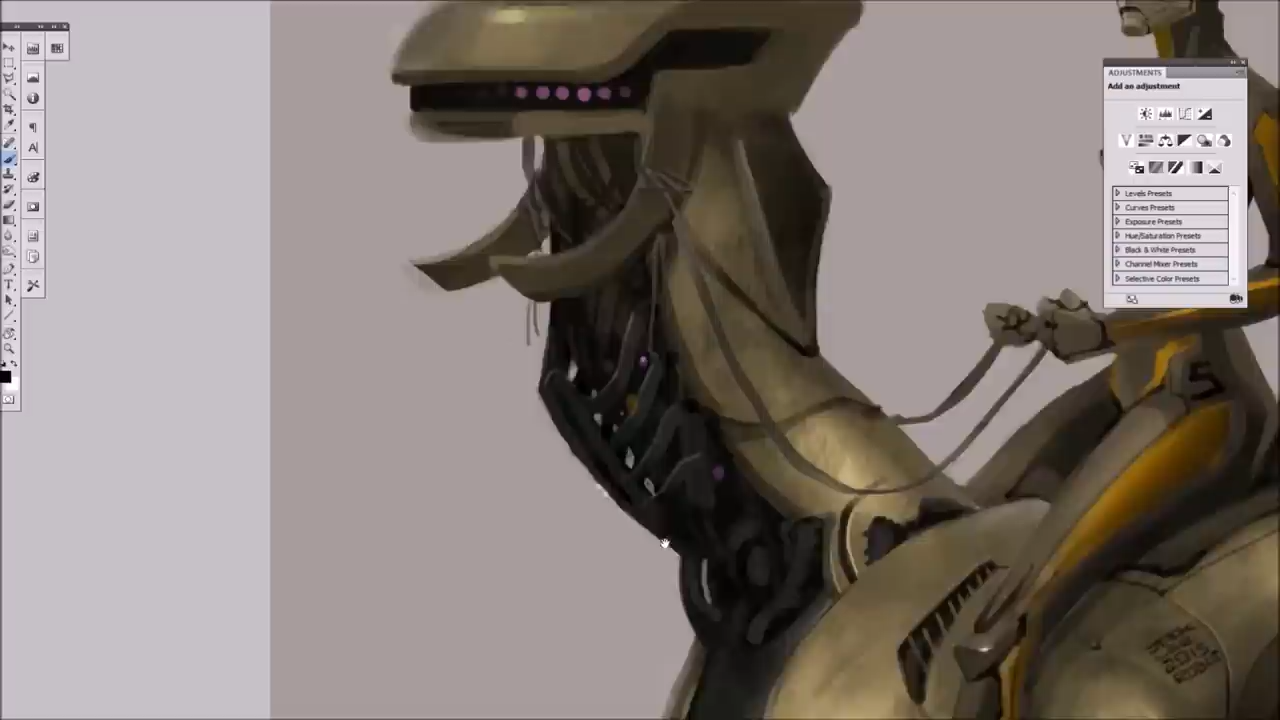 ADJUSTMENTS
Add an adjustment
Levels Presets
Curves Presets
Exposure Presets
Hue/Saturation Presets
Black & White Presets
Channel Mixer Presets
Selective Color Presets
5